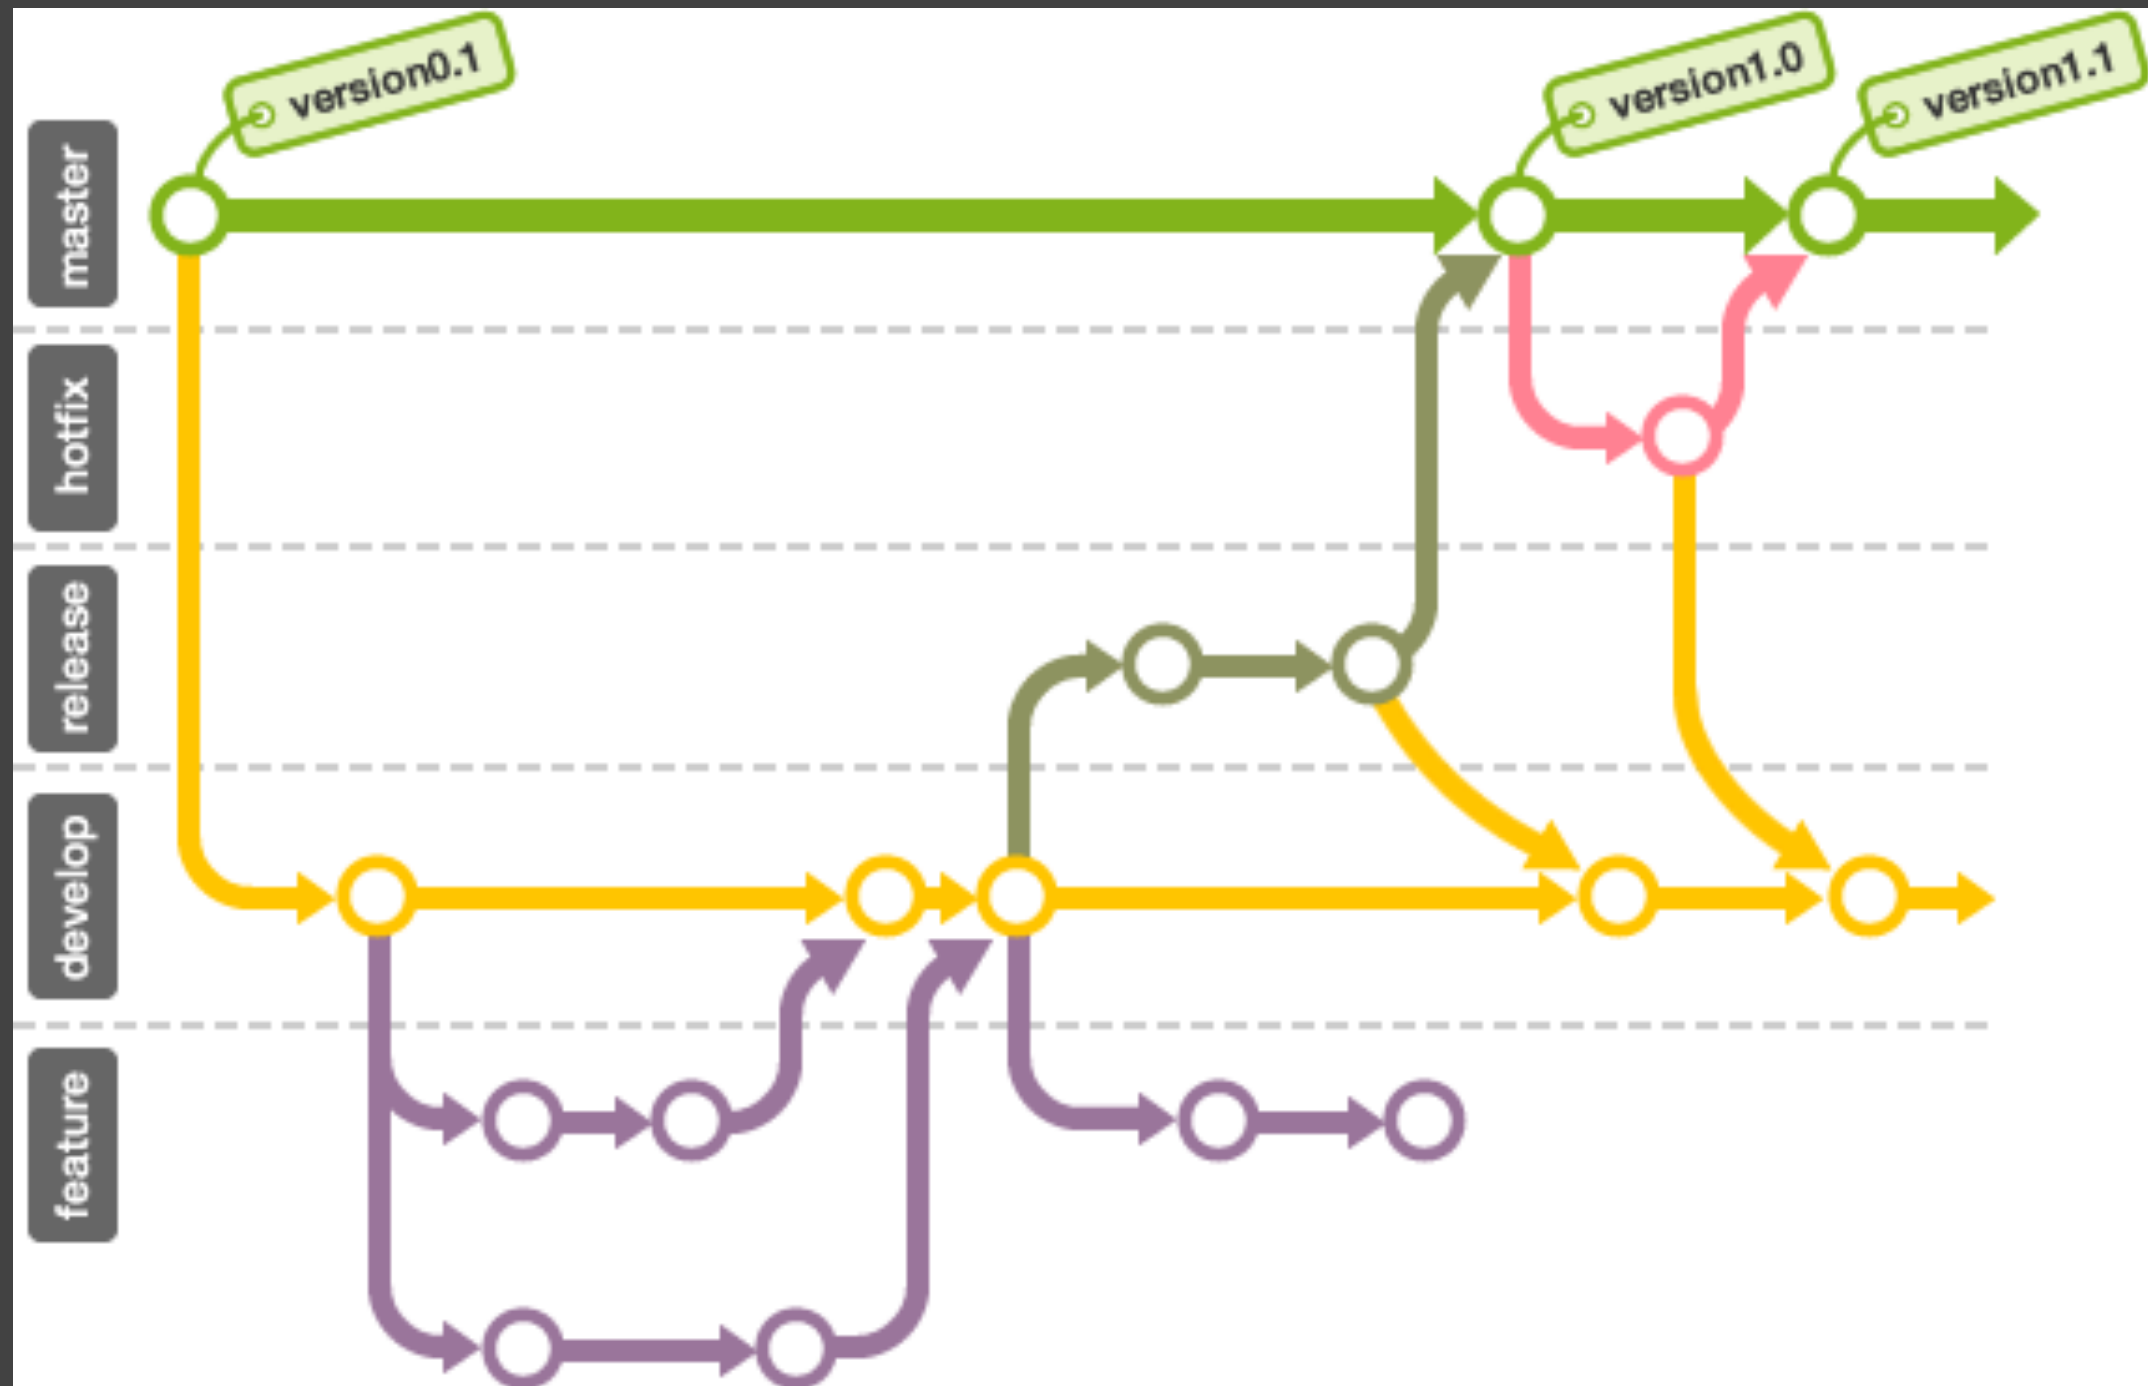 version0.1
version1.0
version1.1
master
hotfix
release
develop
feature